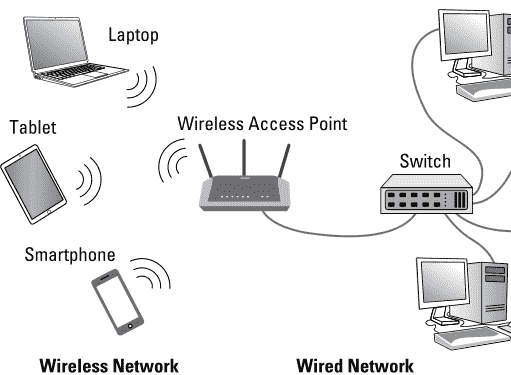 Laptop
Tablet
Wireless Access Point
Switch
Smartphone
Wireless Network
Wired Network